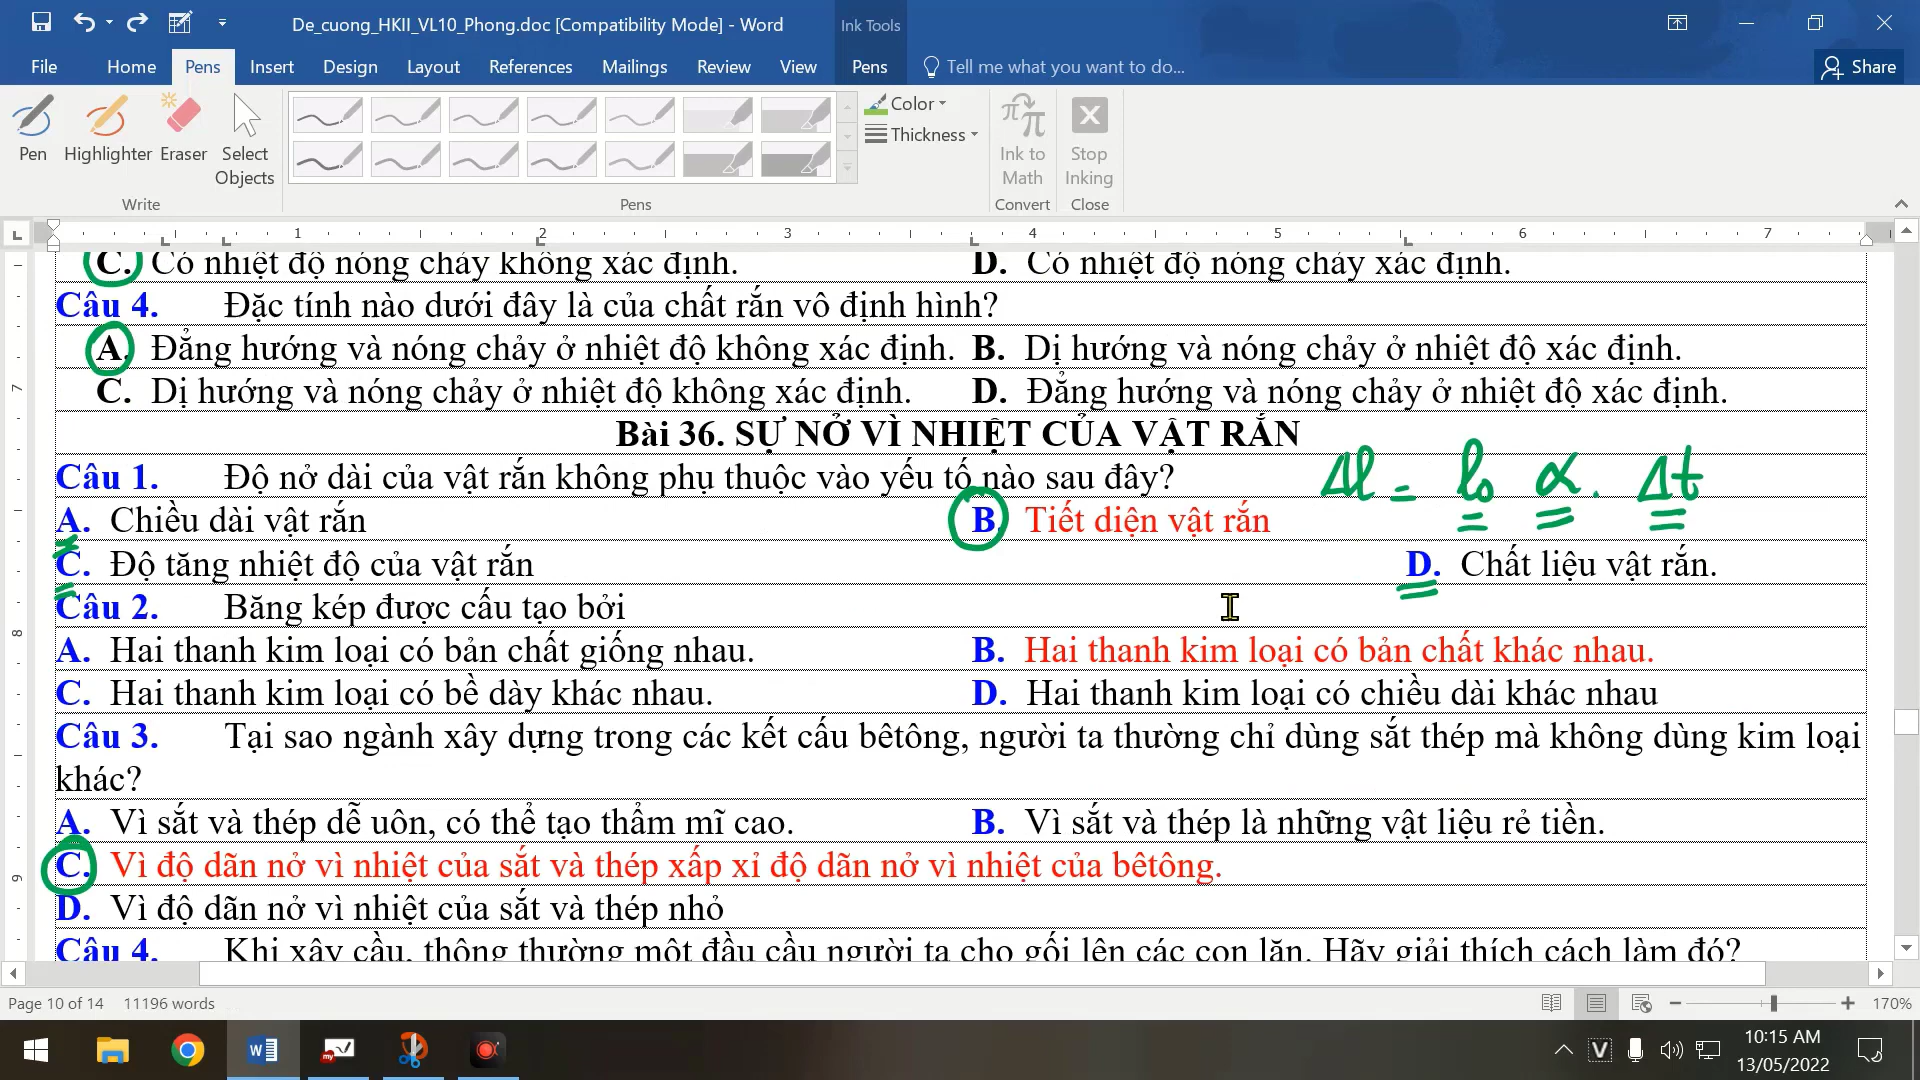 De_cuong_HKII_VL10_Phong.doc [Compatibility Mode] - Word
Ink Tools
File Home Pens Insert Design Layout References Mailings Review View Pens Tell me what you want to do... Share
Pen Highlighter Eraser Select Objects
Color
Thickness
Ink to Math
Stop Inking
Write Pens Convert Close
1 2 3 4 5 6 7
C. Có nhiệt độ nóng chảy không xác định. D. Có nhiệt độ nóng chảy xác định.
Câu 4. Đặc tính nào dưới đây là của chất rắn vô định hình?
A. Đẳng hướng và nóng chảy ở nhiệt độ không xác định. B. Dị hướng và nóng chảy ở nhiệt độ xác định.
7
C. Dị hướng và nóng chảy ở nhiệt độ không xác định. D. Đẳng hướng và nóng chảy ở nhiệt độ xác định.
Bài 36. SỰ NỞ VÌ NHIỆT CỦA VẬT RẮN
Câu 1. Độ nở dài của vật rắn không phụ thuộc vào yếu tố nào sau đây?
Δl = l₀ α . Δt
A. Chiều dài vật rắn B. Tiết diện vật rắn
C. Độ tăng nhiệt độ của vật rắn D. Chất liệu vật rắn.
Câu 2. Băng kép được cấu tạo bởi
8
A. Hai thanh kim loại có bản chất giống nhau. B. Hai thanh kim loại có bản chất khác nhau.
C. Hai thanh kim loại có bề dày khác nhau. D. Hai thanh kim loại có chiều dài khác nhau
Câu 3. Tại sao ngành xây dựng trong các kết cấu bêtông, người ta thường chỉ dùng sắt thép mà không dùng kim loại
khác?
A. Vì sắt và thép dễ uôn, có thể tạo thẩm mĩ cao. B. Vì sắt và thép là những vật liệu rẻ tiền.
C. Vì độ dãn nở vì nhiệt của sắt và thép xấp xỉ độ dãn nở vì nhiệt của bêtông.
9
D. Vì độ dãn nở vì nhiệt của sắt và thép nhỏ
Câu 4. Khi xây cầu, thông thường một đầu cầu người ta cho gối lên các con lăn. Hãy giải thích cách làm đó?
Page 10 of 14 11196 words 170%
my V
10:15 AM
13/05/2022